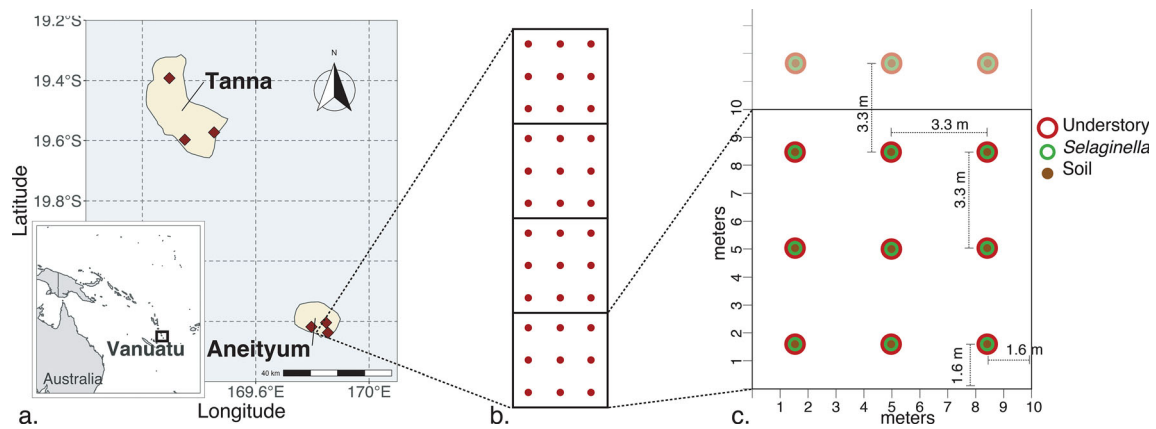 19.2°S
19.4°S
19.6°S
19.8°S
Latitude
Tanna
N
Vanuatu
Australia
Aneityum
40 km
169.6°E
170°E
Longitude
a.
b.
10
9
8
7
6
5
4
3
2
1
meters
3.3 m
3.3 m
3.3 m
1.6 m
1.6 m
1 2 3 4 5 6 7 8 9 10
meters
c.
Understory
Selaginella
Soil